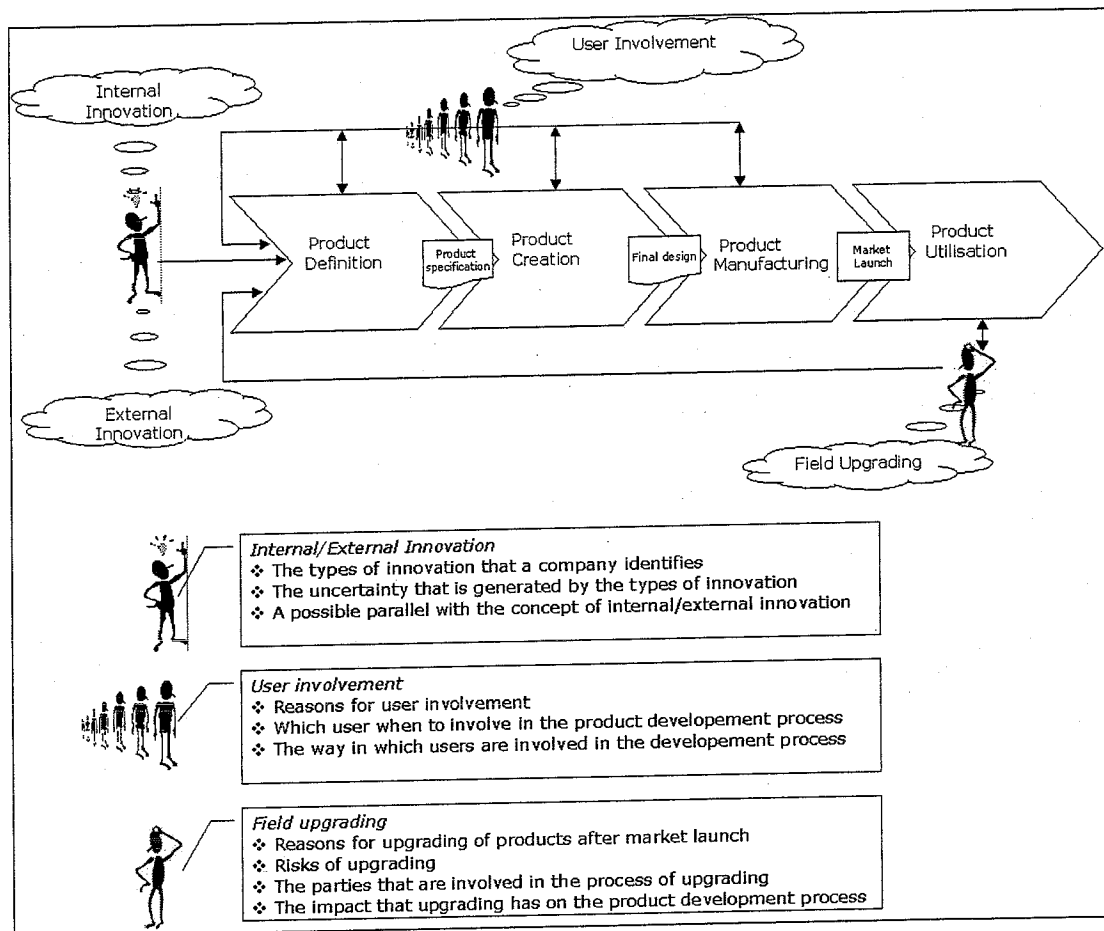 User Involvement
Internal
Innovation
Product
Definition
Product
specification
Product
Creation
Final design
Product
Manufacturing
Market
Launch
Product
Utilisation
External
Innovation
Field Upgrading
Internal/External Innovation
❖ The types of innovation that a company identifies
❖ The uncertainty that is generated by the types of innovation
❖ A possible parallel with the concept of internal/external innovation
User involvement
❖ Reasons for user involvement
❖ Which user when to involve in the product developement process
❖ The way in which users are involved in the developement process
Field upgrading
❖ Reasons for upgrading of products after market launch
❖ Risks of upgrading
❖ The parties that are involved in the process of upgrading
❖ The impact that upgrading has on the product development process